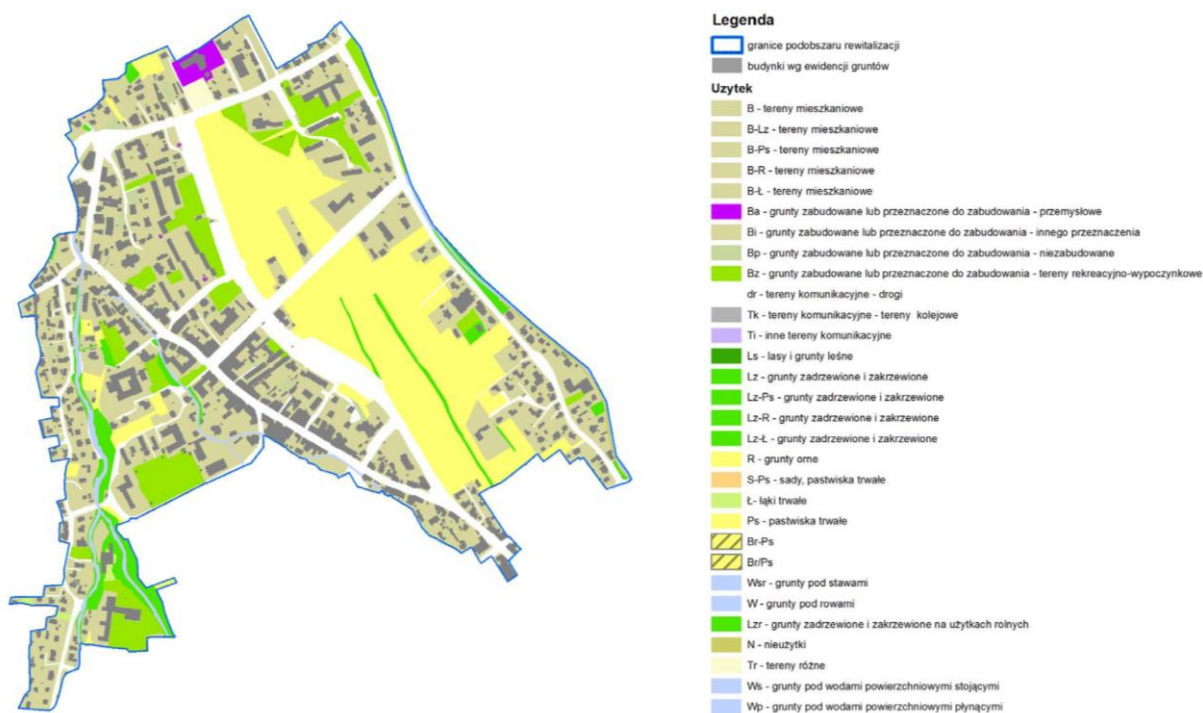 Legenda
granice podobszaru rewitalizacji
budynki wg ewidencji gruntów
Uzytek
B - tereny mieszkaniowe
B-Lz - tereny mieszkaniowe
B-Ps - tereny mieszkaniowe
B-R - tereny mieszkaniowe
B-Ł - tereny mieszkaniowe
Ba - grunty zabudowane lub przeznaczone do zabudowania - przemysłowe
Bi - grunty zabudowane lub przeznaczone do zabudowania - innego przeznaczenia
Bp - grunty zabudowane lub przeznaczone do zabudowania - niezabudowane
Bz - grunty zabudowane lub przeznaczone do zabudowania - tereny rekreacyjno-wypoczynkowe
dr - tereny komunikacyjne - drogi
Tk - tereny komunikacyjne - tereny kolejowe
Ti - inne tereny komunikacyjne
Ls - lasy i grunty leśne
Lz - grunty zadrzewione i zakrzewione
Lz-Ps - grunty zadrzewione i zakrzewione
Lz-R - grunty zadrzewione i zakrzewione
Lz-Ł - grunty zadrzewione i zakrzewione
R - grunty orne
S-Ps - sady, pastwiska trwałe
Ł- łąki trwałe
Ps - pastwiska trwałe
Br-Ps
Br/Ps
Wsr - grunty pod stawami
W - grunty pod rowami
Lzr - grunty zadrzewione i zakrzewione na użytkach rolnych
N - nieużytki
Tr - tereny różne
Ws - grunty pod wodami powierzchniowymi stojącymi
Wp - grunty pod wodami powierzchniowymi płynącymi